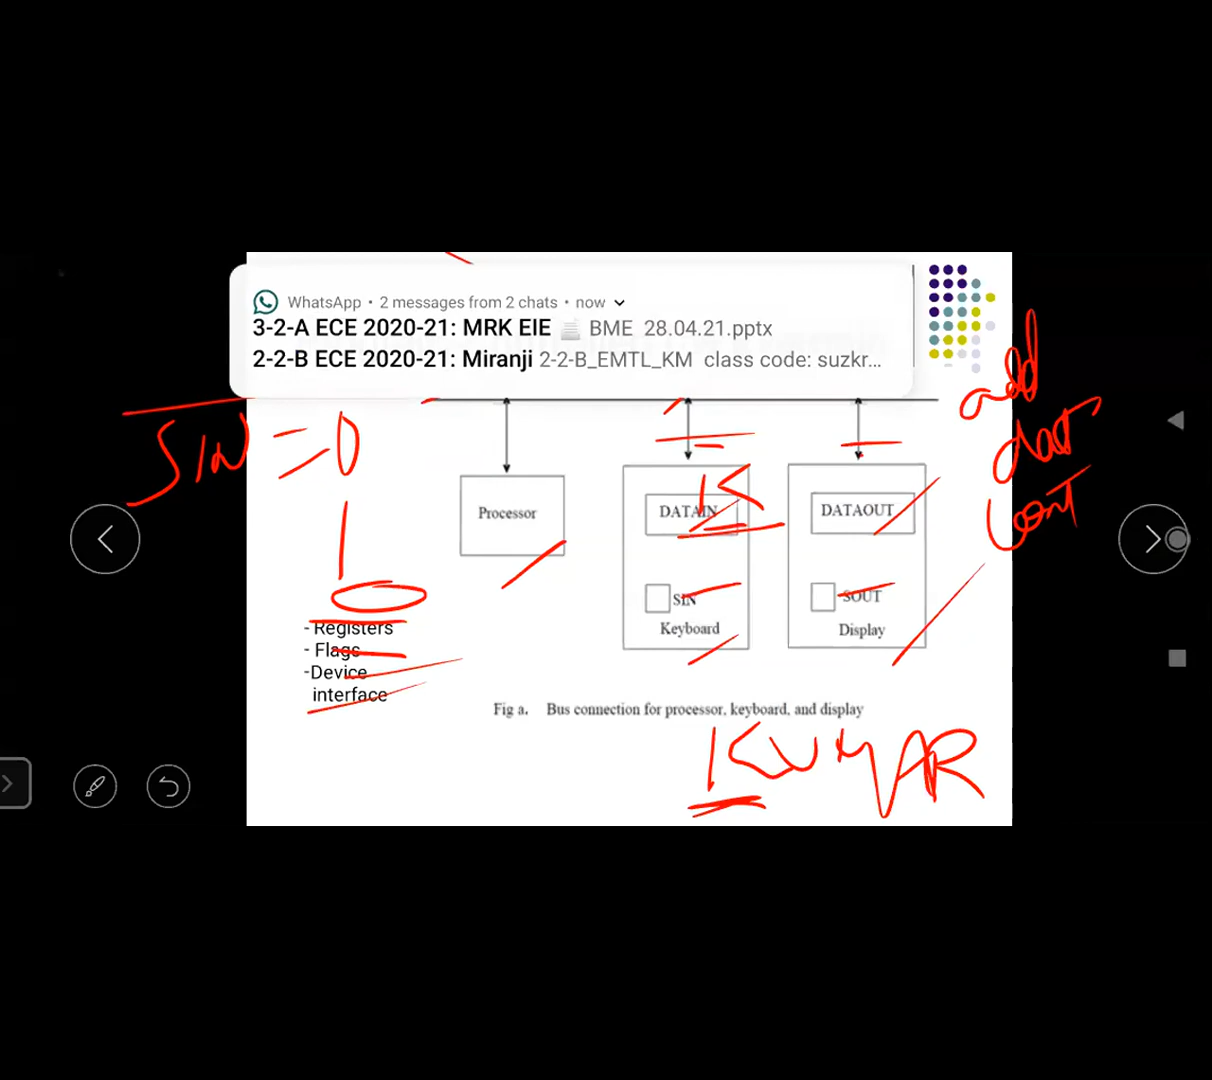 WhatsApp • 2 messages from 2 chats • now
3-2-A ECE 2020-21: MRK EIE BME 28.04.21.pptx
2-2-B ECE 2020-21: Miranji 2-2-B_EMTL_KM class code: suzkr...
SIN = 0
1
0
add
Processor
DATAIN
K
DATAOUT
SIN
SOUT
Keyboard
Display
- Registers
- Flags
-Device
interface
Fig a. Bus connection for processor, keyboard, and display
KUMAR